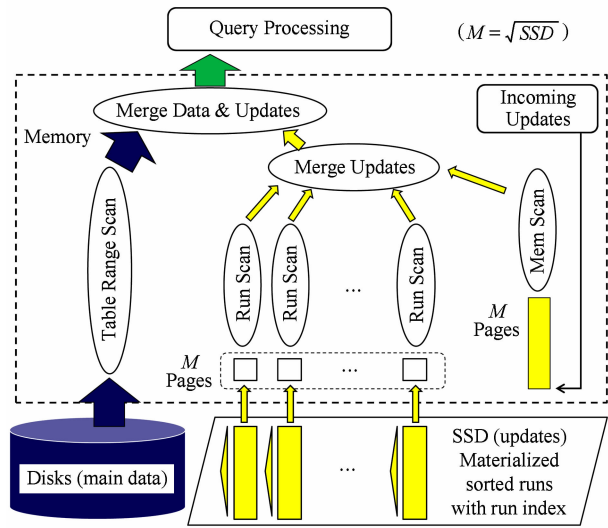 Query Processing
(M = √SSD)
Merge Data & Updates
Incoming
Updates
Memory
Merge Updates
Table Range Scan
Run Scan
Run Scan
...
Run Scan
Mem Scan
M
Pages
M
Pages
...
Disks (main data)
...
SSD (updates)
Materialized
sorted runs
with run index